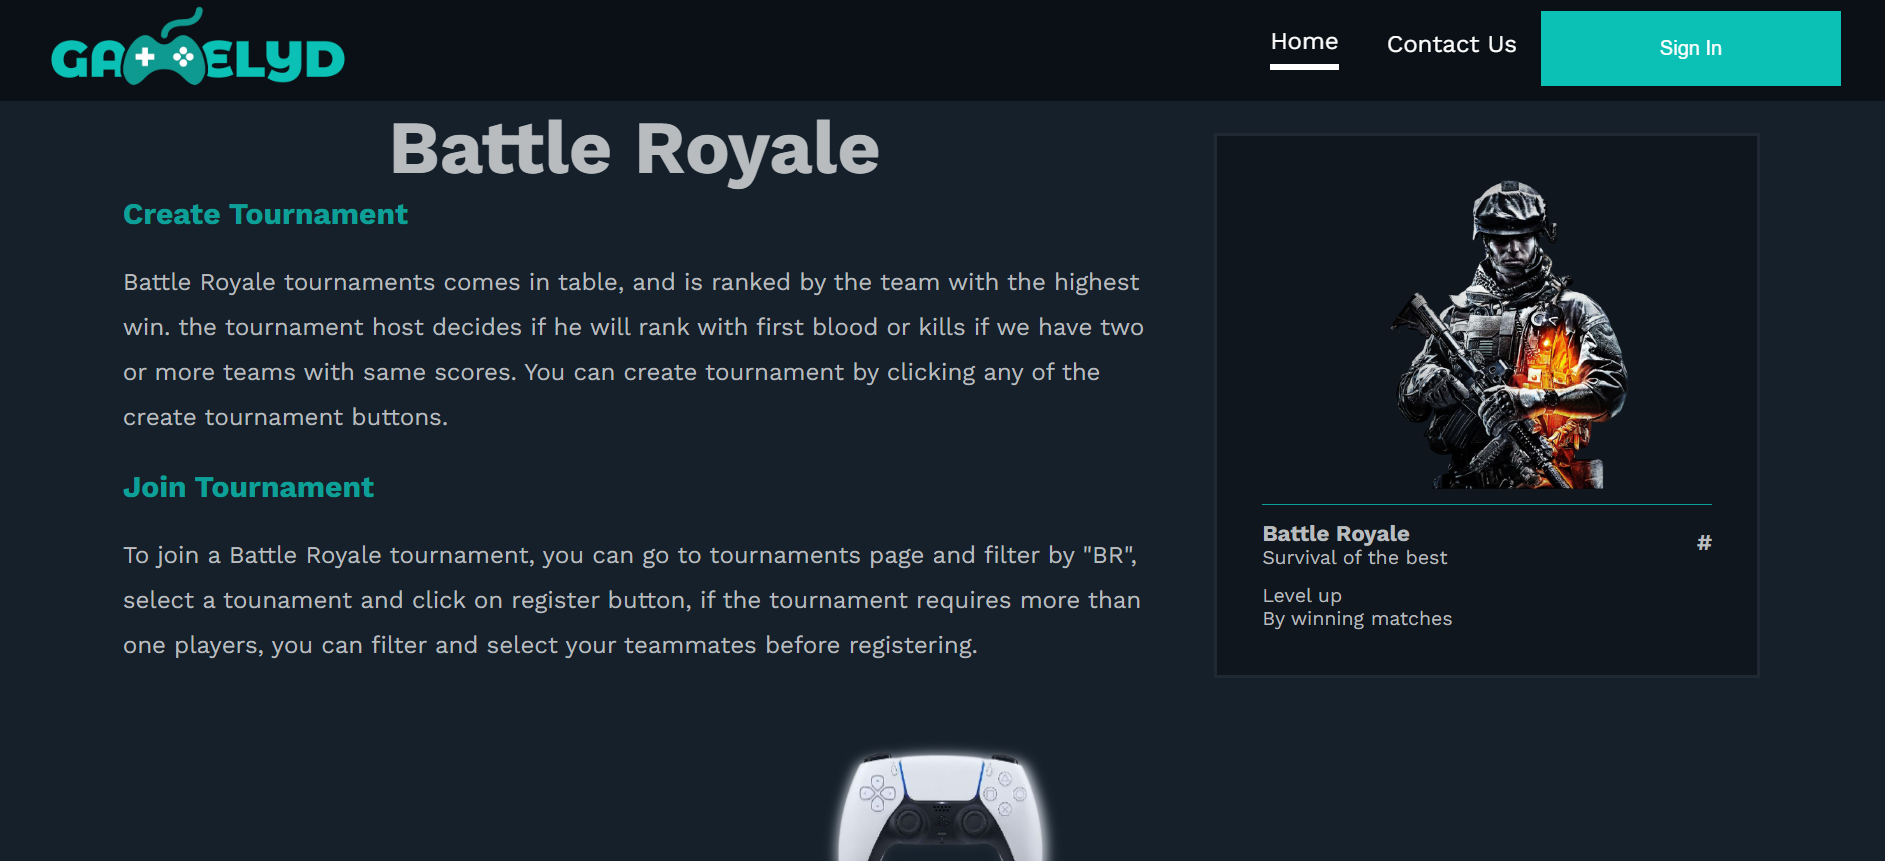 GAMELYD
Home
Contact Us
Sign In
Battle Royale
Create Tournament
Battle Royale tournaments comes in table, and is ranked by the team with the highest
win. the tournament host decides if he will rank with first blood or kills if we have two
or more teams with same scores. You can create tournament by clicking any of the
create tournament buttons.
Join Tournament
To join a Battle Royale tournament, you can go to tournaments page and filter by "BR",
select a tounament and click on register button, if the tournament requires more than
one players, you can filter and select your teammates before registering.
Battle Royale
Survival of the best
#
Level up
By winning matches